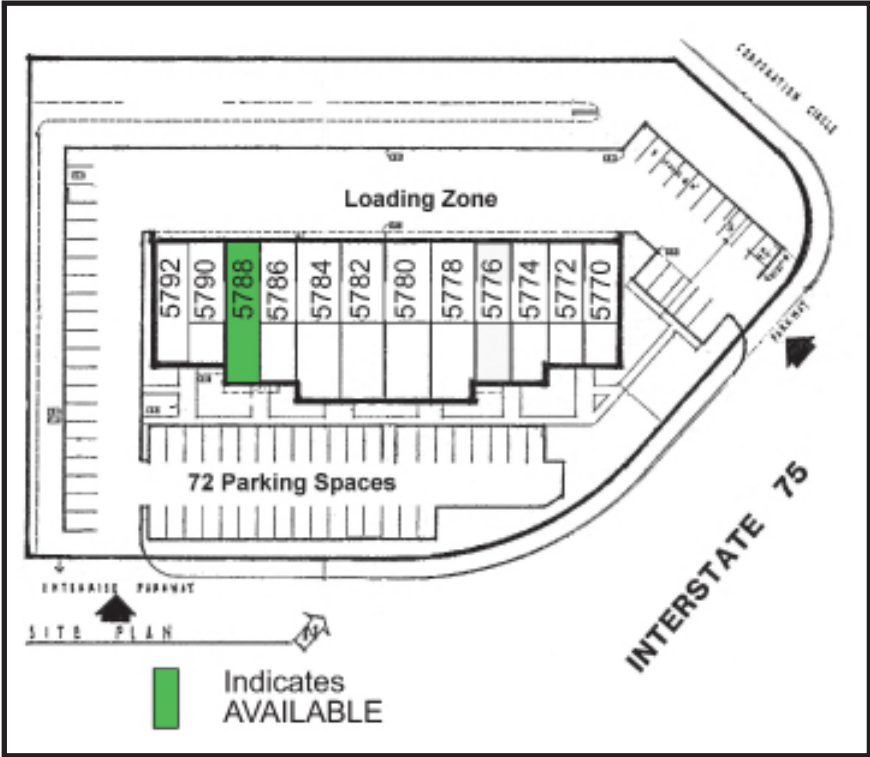 CORPORATION CIRCLE
Loading Zone
5792
5790
5788
5786
5784
5782
5780
5778
5776
5774
5772
5770
PARKWAY
72 Parking Spaces
INTERSTATE 75
ENTERRISE PARKWAY
SITE PLAN
N
Indicates
AVAILABLE